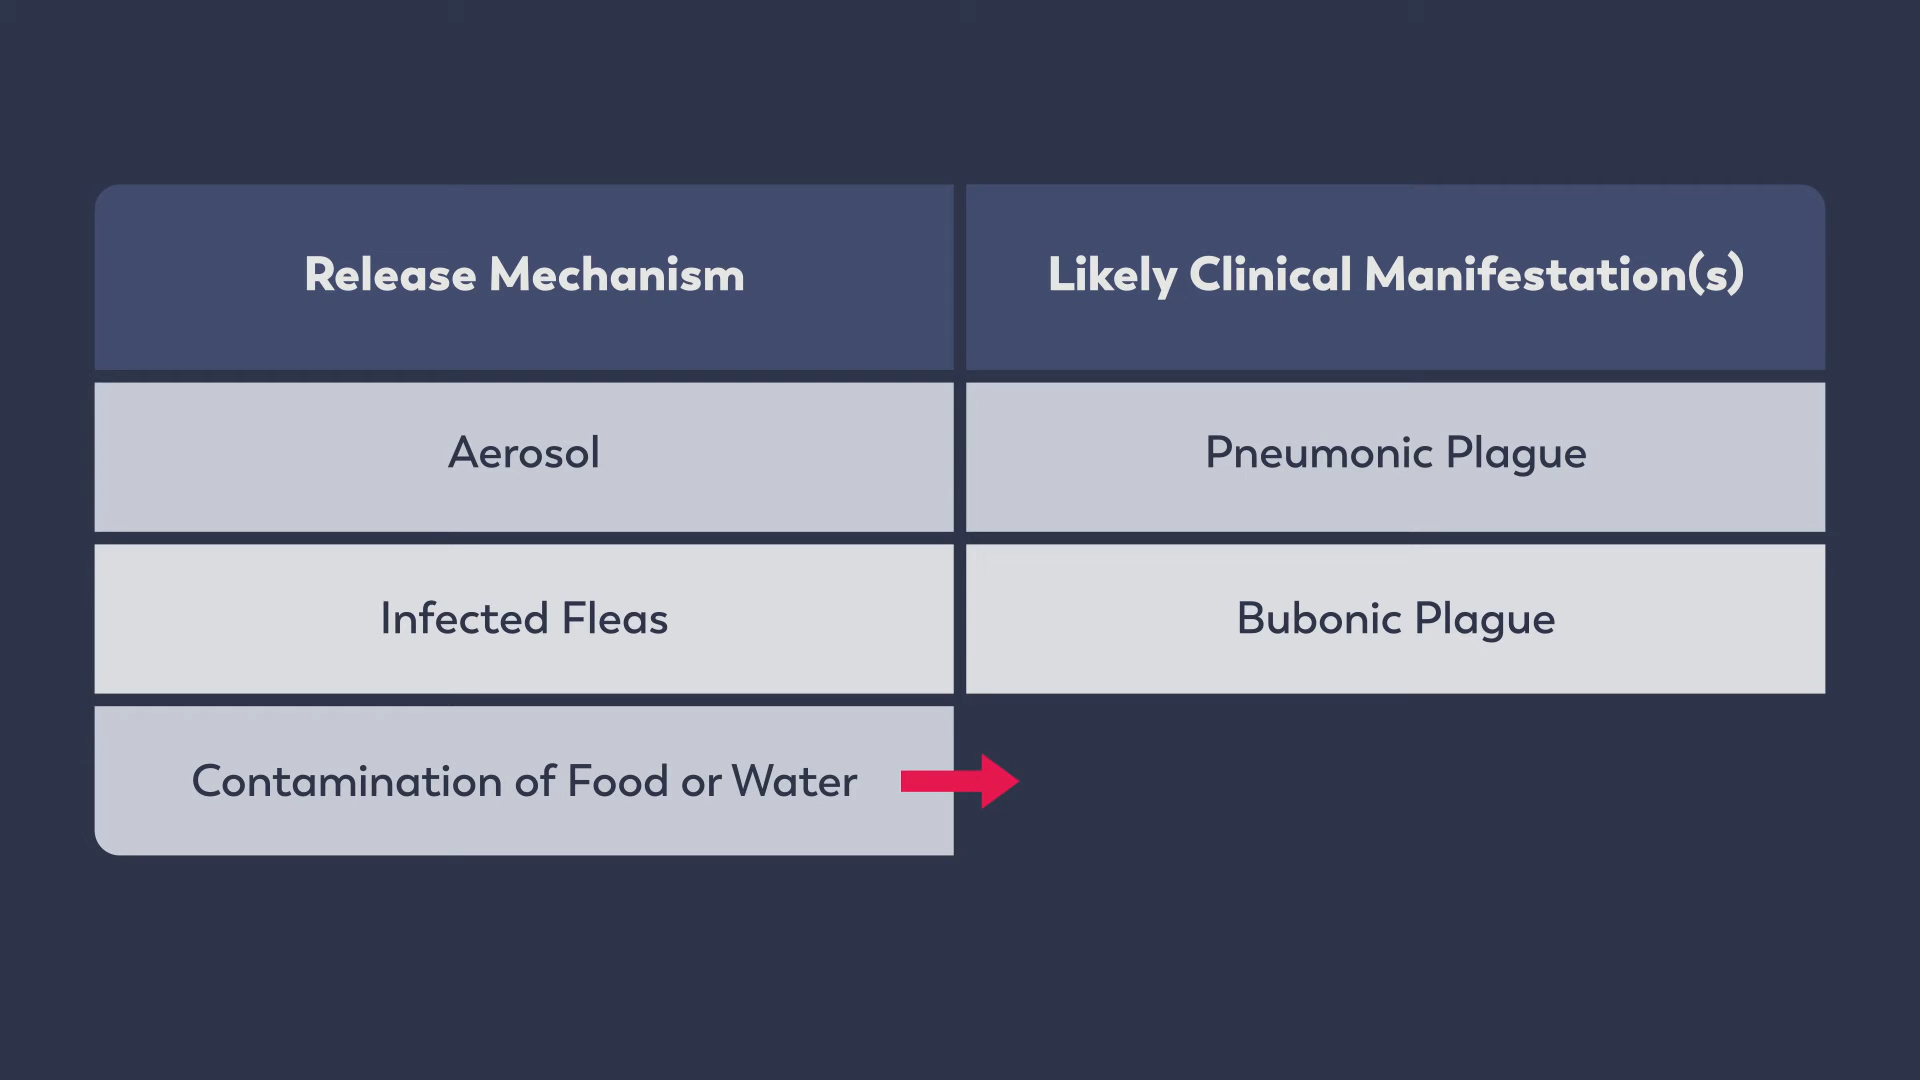 Release Mechanism
Likely Clinical Manifestation(s)
Aerosol
Pneumonic Plague
Infected Fleas
Bubonic Plague
Contamination of Food or Water